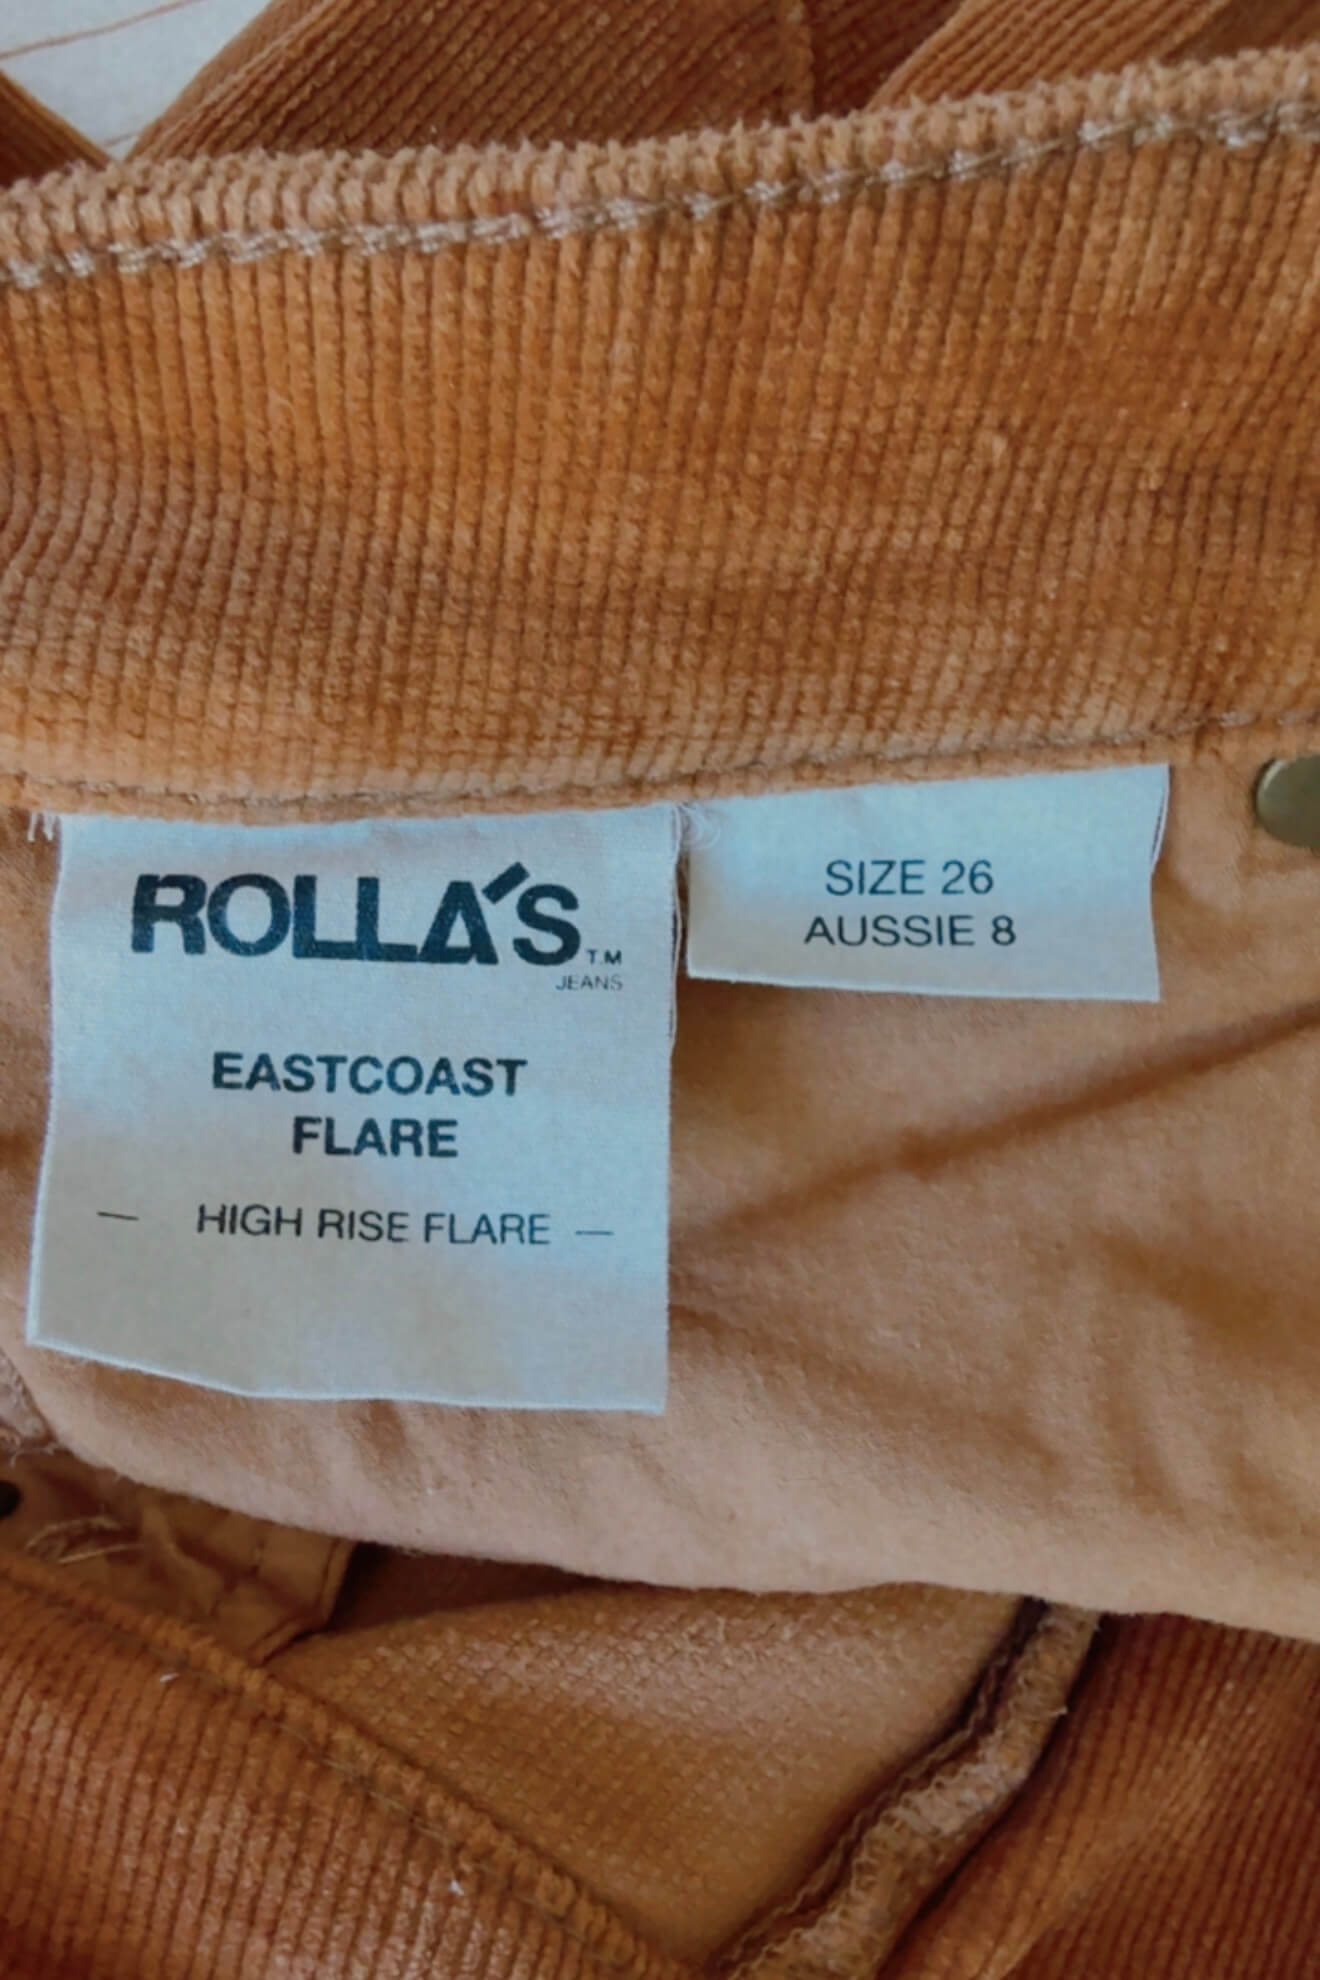 ROLLA'S T.M
JEANS
EASTCOAST
FLARE
— HIGH RISE FLARE —
SIZE 26
AUSSIE 8